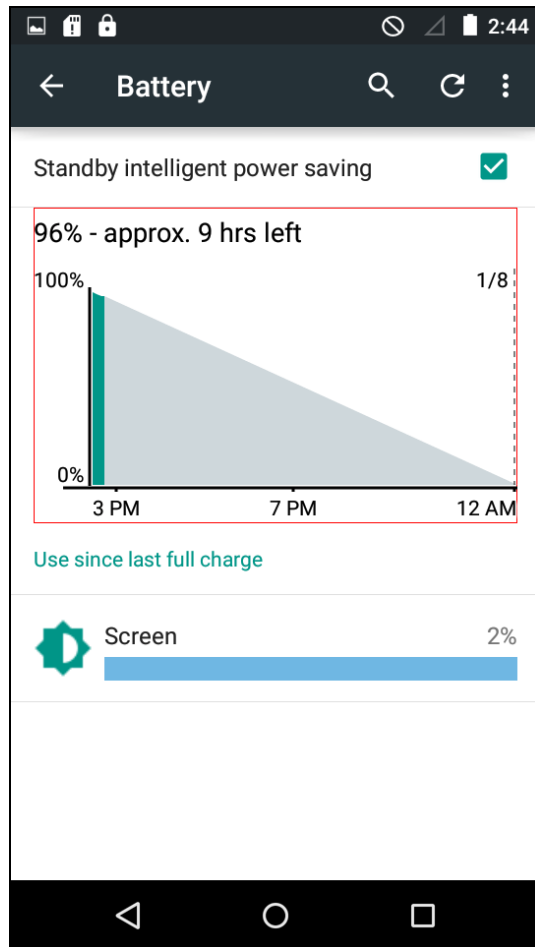 2:44
Battery
Standby intelligent power saving
96% - approx. 9 hrs left
100%
1/8
0%
3 PM 7 PM 12 AM
Use since last full charge
Screen 2%